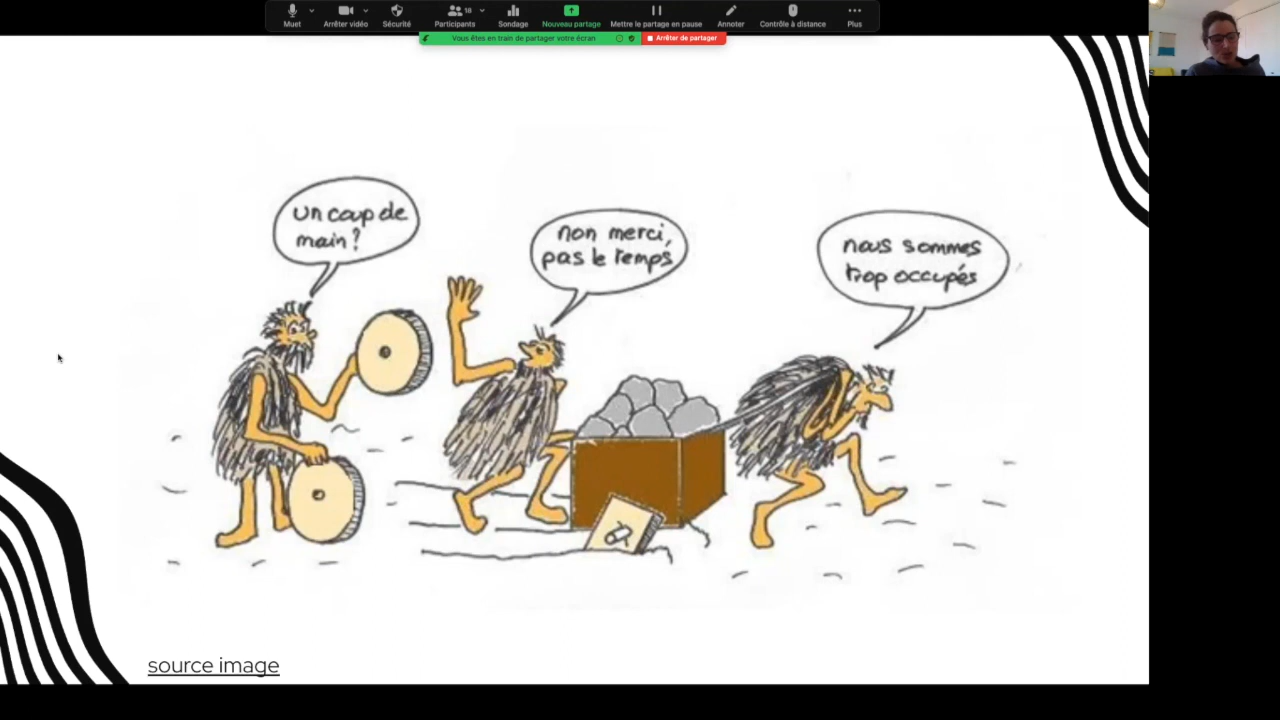 Muet
Arrêter vidéo
Sécurité
Participants
18
Sondage
Nouveau partage
Mettre le partage en pause
Annoter
Contrôle à distance
Plus
Vous êtes en train de partager votre écran
Arrêter de partager
un coup de
main ?
non merci,
pas le temps
nous sommes
trop occupés
source image